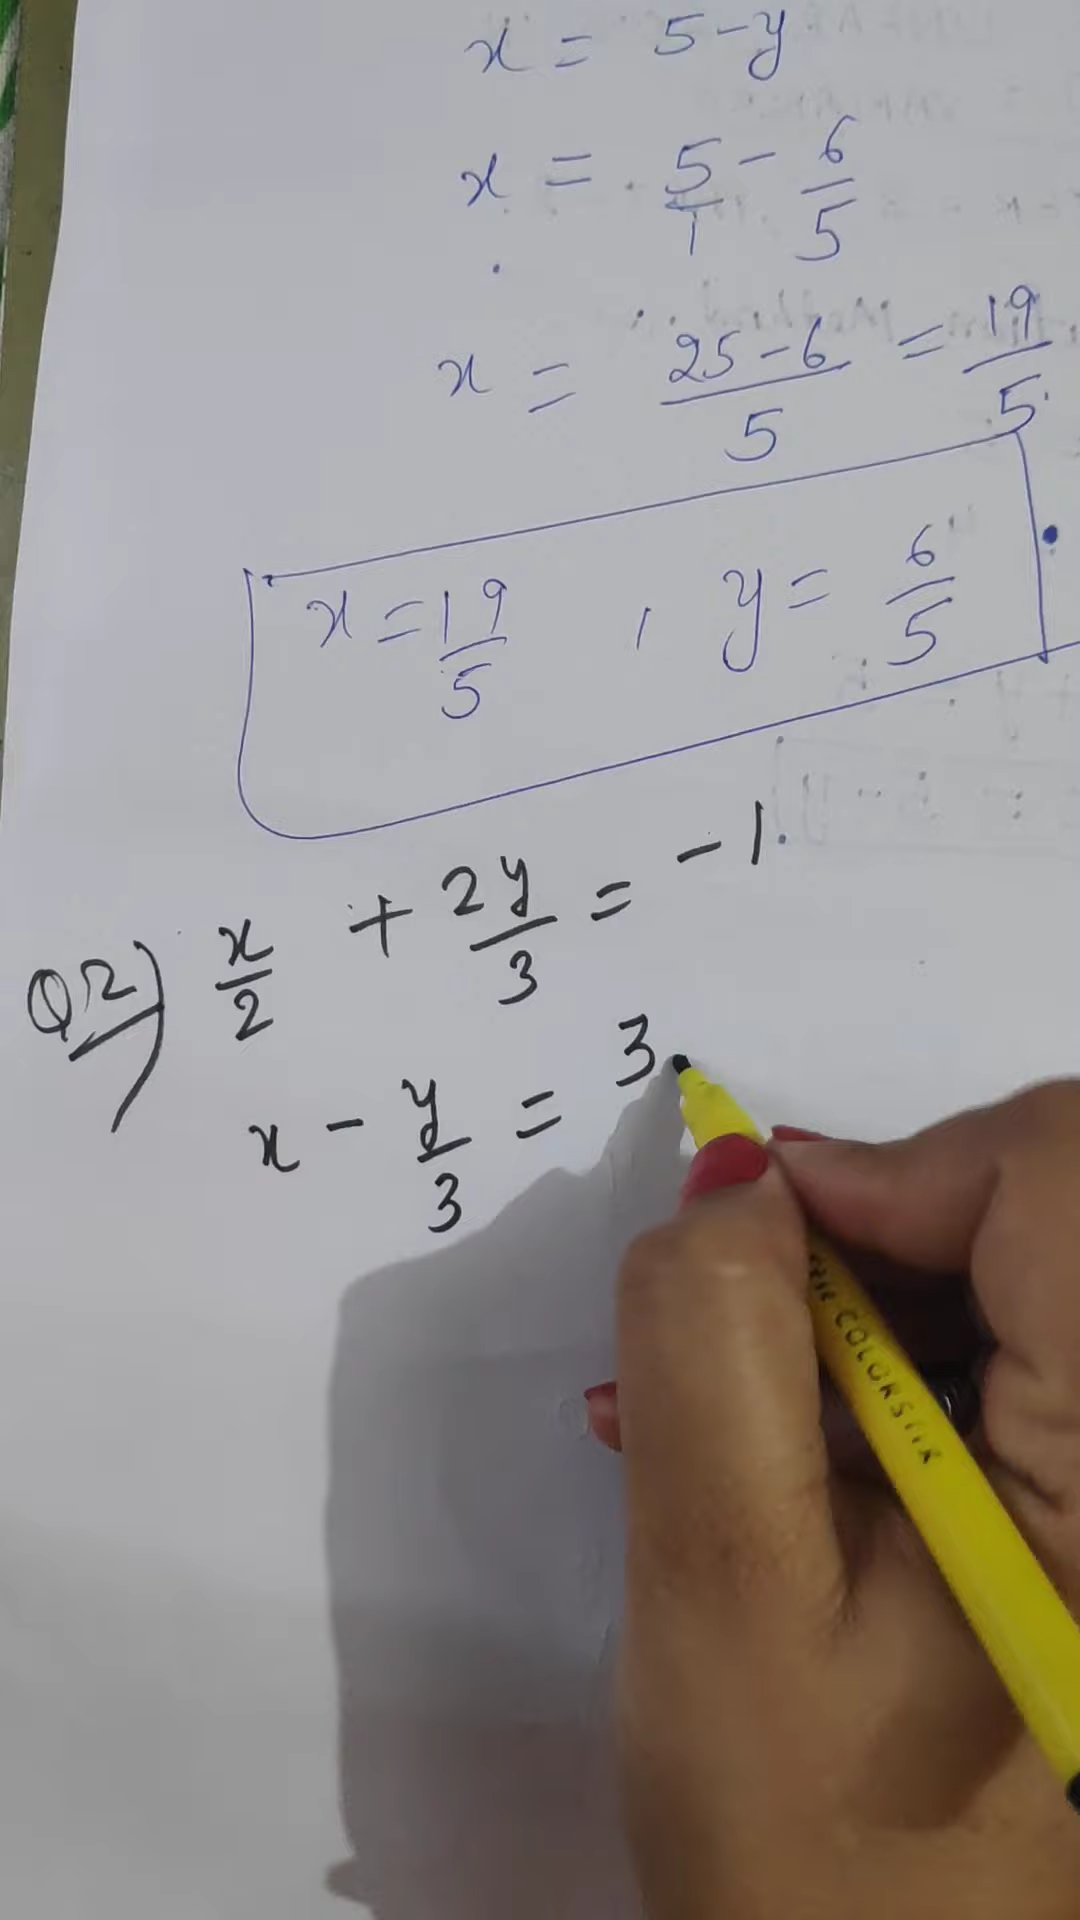 x = 5-y
x = 5/1 - 6/5
x = 25-6/5 = 19/5
x = 19/5 , y = 6/5
Q2) x/2 + 2y/3 = -1
x - y/3 = 3
COLORSTIX